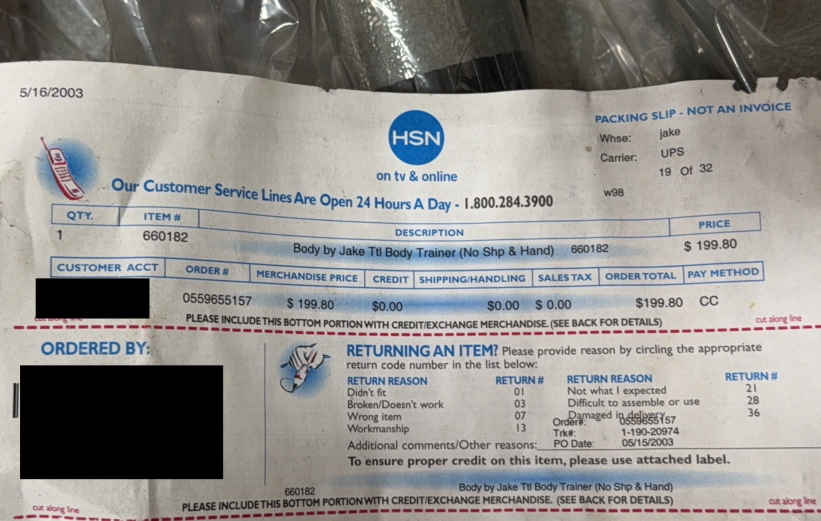 5/16/2003
HSN
on tv & online
PACKING SLIP - NOT AN INVOICE
Whse: jake
Carrier: UPS
19 Of 32
w98
Our Customer Service Lines Are Open 24 Hours A Day - 1.800.284.3900
QTY. ITEM # DESCRIPTION PRICE
1 660182 Body by Jake Ttl Body Trainer (No Shp & Hand) 660182 $ 199.80
CUSTOMER ACCT ORDER # MERCHANDISE PRICE CREDIT SHIPPING/HANDLING SALES TAX ORDER TOTAL PAY METHOD
0559655157 $ 199.80 $0.00 $0.00 $ 0.00 $199.80 CC
cut along line PLEASE INCLUDE THIS BOTTOM PORTION WITH CREDIT/EXCHANGE MERCHANDISE. (SEE BACK FOR DETAILS) cut along line
ORDERED BY:
RETURNING AN ITEM? Please provide reason by circling the appropriate
return code number in the list below:
RETURN REASON RETURN # RETURN REASON RETURN #
Didn't fit 01 Not what I expected 21
Broken/Doesn't work 03 Difficult to assemble or use 28
Wrong item 07 Damaged in delivery 36
Workmanship 13
Order#: 0559655157
Trk#: 1-190-20974
Additional comments/Other reasons: PO Date: 05/15/2003
To ensure proper credit on this item, please use attached label.
660182 Body by Jake Ttl Body Trainer (No Shp & Hand)
cut along line PLEASE INCLUDE THIS BOTTOM PORTION WITH CREDIT/EXCHANGE MERCHANDISE. (SEE BACK FOR DETAILS) cut along line